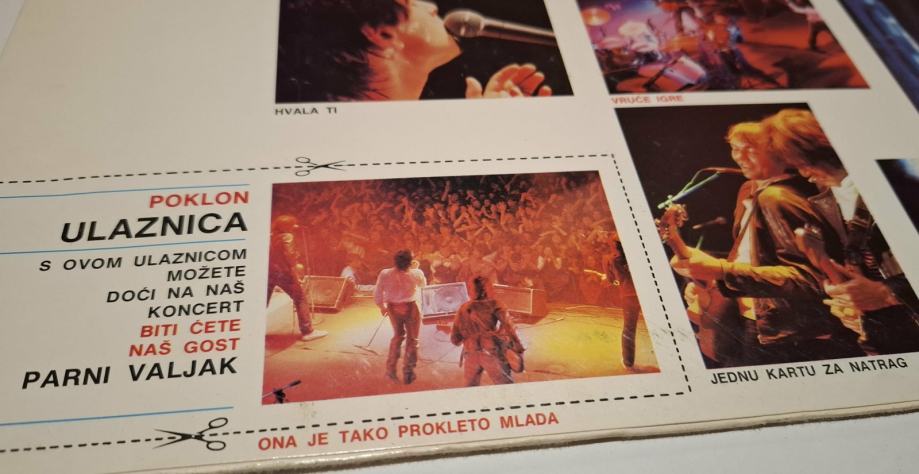 HVALA TI
VRUĆE IGRE
POKLON
ULAZNICA
S OVOM ULAZNICOM
MOŽETE
DOĆI NA NAŠ
KONCERT
BITI ĆETE
NAŠ GOST
PARNI VALJAK
JEDNU KARTU ZA NATRAG
ONA JE TAKO PROKLETO MLADA